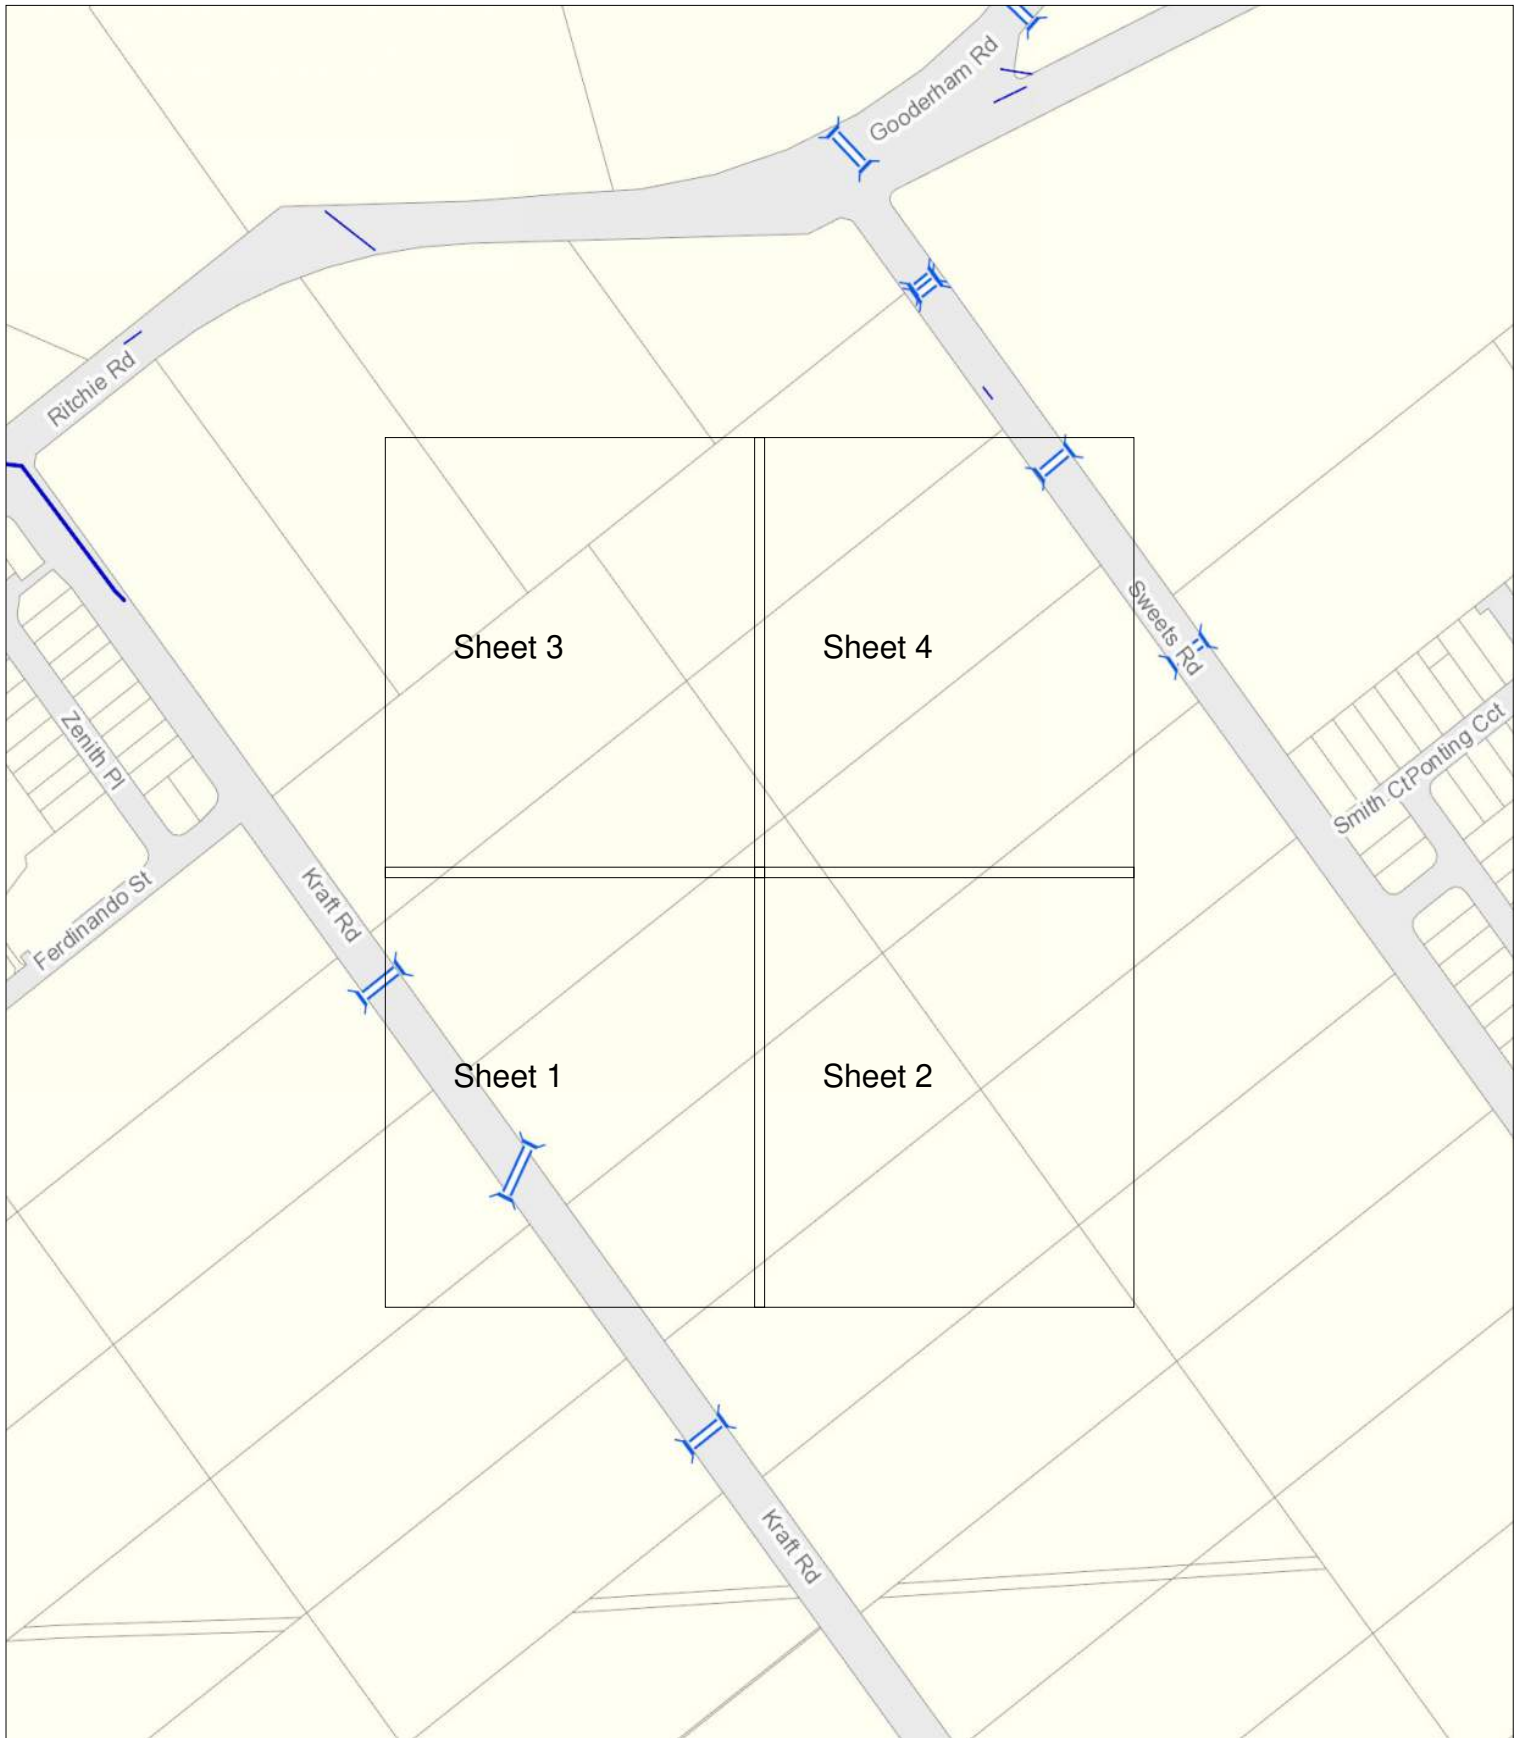 Gooderham Rd
Ritchie Rd
Sheet 3
Sheet 4
Sweets Rd
Zenith Pl
Smith Ct
Ponting Cct
Ferdinando St
Kraft Rd
Sheet 1
Sheet 2
Kraft Rd